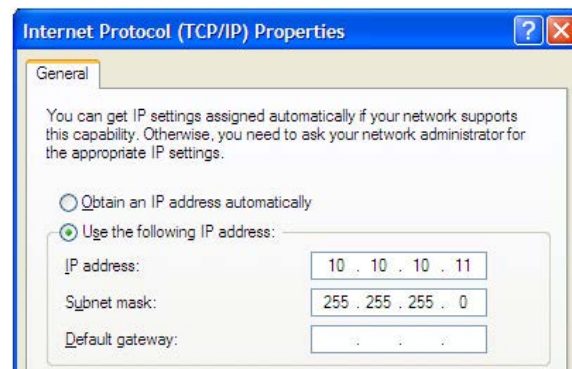 Internet Protocol (TCP/IP) Properties
General
You can get IP settings assigned automatically if your network supports
this capability. Otherwise, you need to ask your network administrator for
the appropriate IP settings.
Obtain an IP address automatically
Use the following IP address:
IP address: 10 . 10 . 10 . 11
Subnet mask: 255 . 255 . 255 . 0
Default gateway: . . .